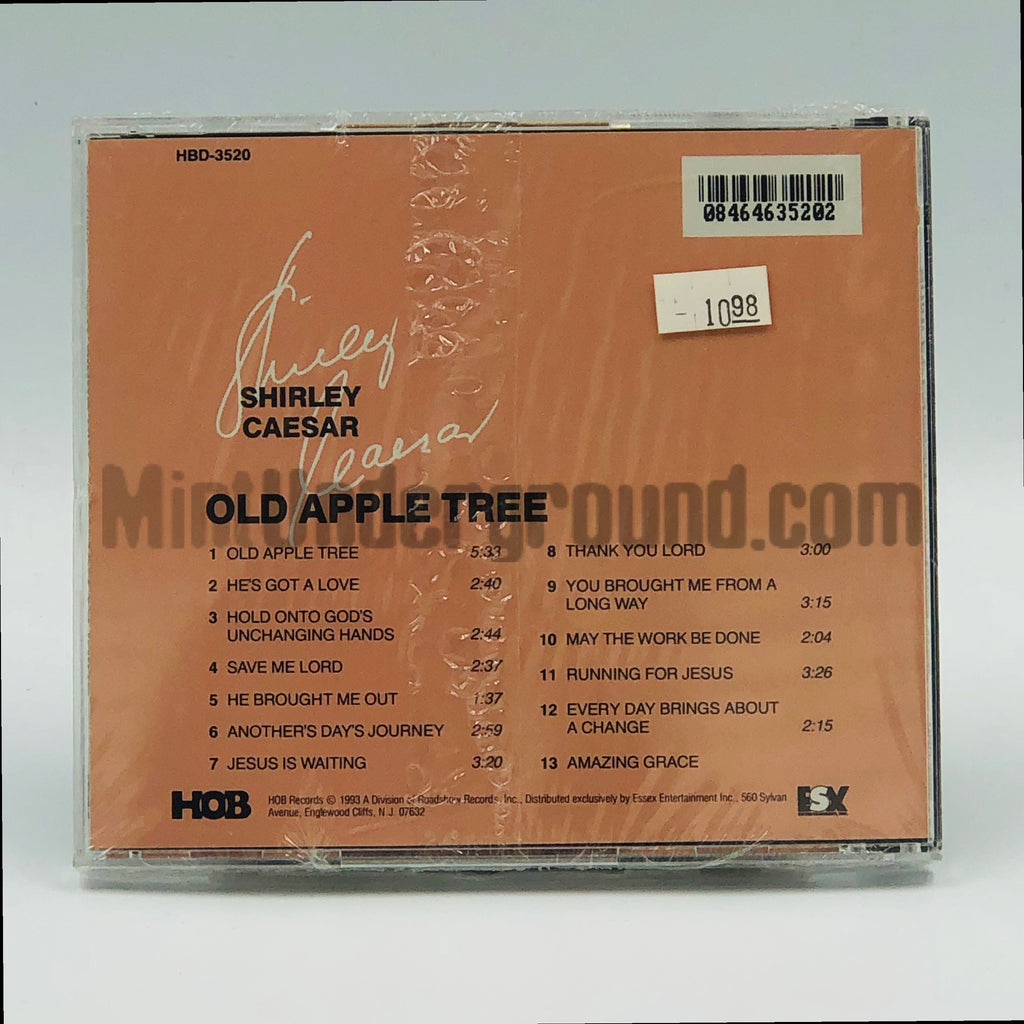 HBD-3520
08464635202
- 10 98
Shirley
SHIRLEY
CAESAR
Caesar
MintUnderground.com
OLD APPLE TREE
1 OLD APPLE TREE 5:33
2 HE'S GOT A LOVE 2:40
3 HOLD ONTO GOD'S
UNCHANGING HANDS 2:44
4 SAVE ME LORD 2:37
5 HE BROUGHT ME OUT 1:37
6 ANOTHER'S DAY'S JOURNEY 2:59
7 JESUS IS WAITING 3:20
8 THANK YOU LORD 3:00
9 YOU BROUGHT ME FROM A
LONG WAY 3:15
10 MAY THE WORK BE DONE 2:04
11 RUNNING FOR JESUS 3:26
12 EVERY DAY BRINGS ABOUT
A CHANGE 2:15
13 AMAZING GRACE
HOB
HOB Records © 1993 A Division of Roadshow Records, Inc., Distributed exclusively by Essex Entertainment Inc., 560 Sylvan
Avenue, Englewood Cliffs, N.J. 07632
ESX